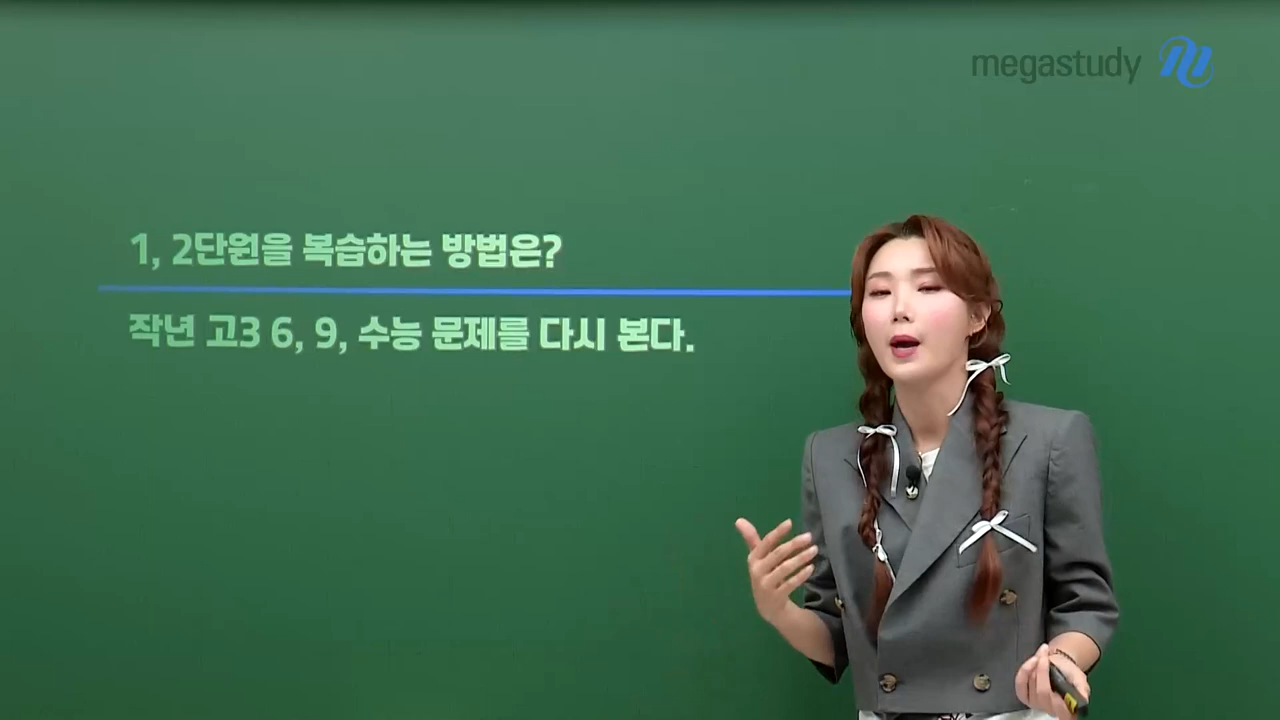 megastudy
1, 2단원을 복습하는 방법은?
작년 고3 6, 9, 수능 문제를 다시 본다.